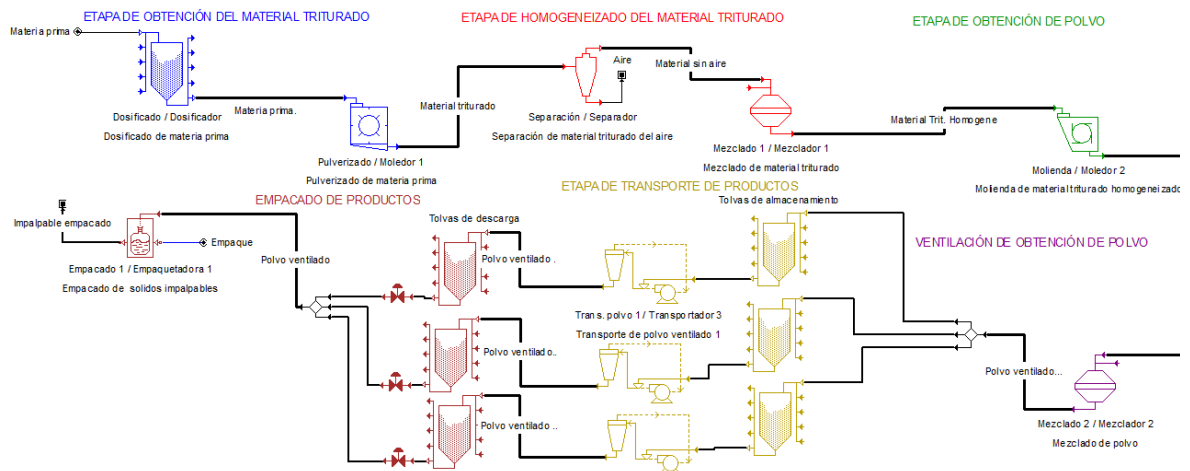 ETAPA DE OBTENCIÓN DEL MATERIAL TRITURADO
ETAPA DE HOMOGENEIZADO DEL MATERIAL TRITURADO
ETAPA DE OBTENCIÓN DE POLVO
Materia prima
Aire
Material sin aire
Materia prima.
Material triturado
Material Trit. Homogene
Dosificado / Dosificador
Dosificado de materia prima
Separación / Separador
Separación de material triturado del aire
Mezclado 1 / Mezclador 1
Mezclado de material triturado
Pulverizado / Moledor 1
Pulverizado de materia prima
Molienda / Moledor 2
Molienda de material triturado homogeneizado
EMPACADO DE PRODUCTOS
ETAPA DE TRANSPORTE DE PRODUCTOS
Tolvas de descarga
Tolvas de almacenamiento
Impalpable empacado
Empaque
VENTILACIÓN DE OBTENCIÓN DE POLVO
Polvo ventilado
Polvo ventilado .
Empacado 1 / Empaquetadora 1
Empacado de solidos impalpables
Trans. polvo 1 / Transportador 3
Transporte de polvo ventilado 1
Polvo ventilado..
Polvo ventilado...
Polvo ventilado ..
Mezclado 2 / Mezclador 2
Mezclado de polvo